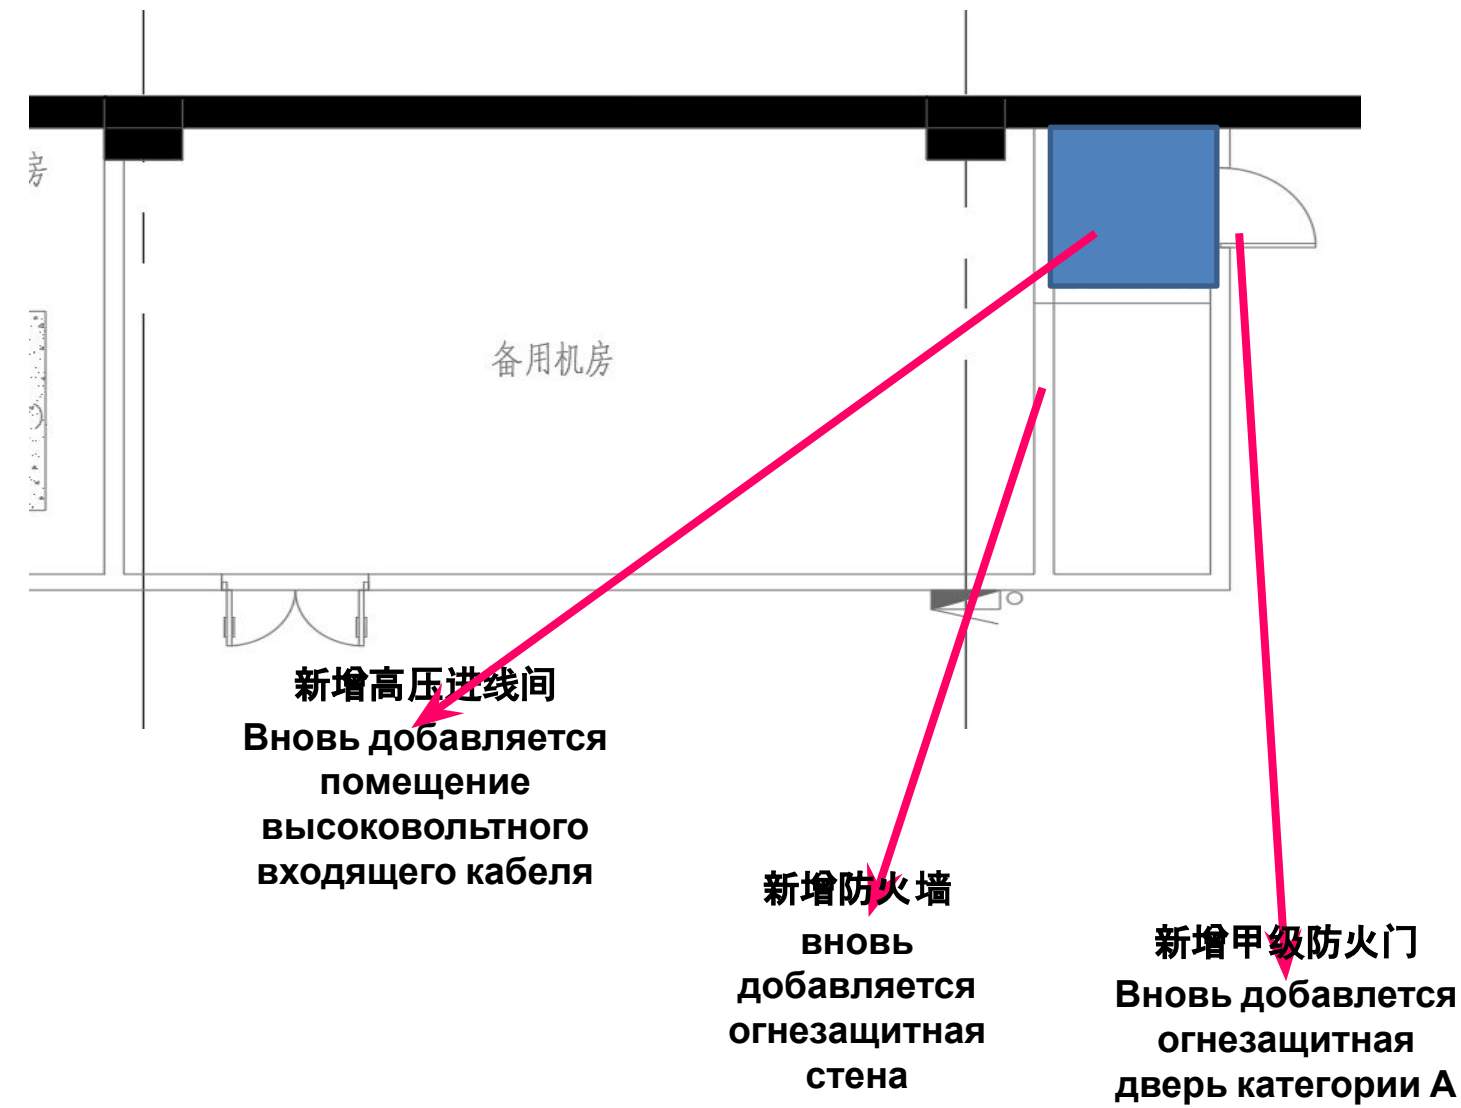 房
备用机房
新增高压进线间
Вновь добавляется
помещение
высоковольтного
входящего кабеля
新增防火墙
вновь
добавляется
огнезащитная
стена
新增甲级防火门
Вновь добавлется
огнезащитная
дверь категории А